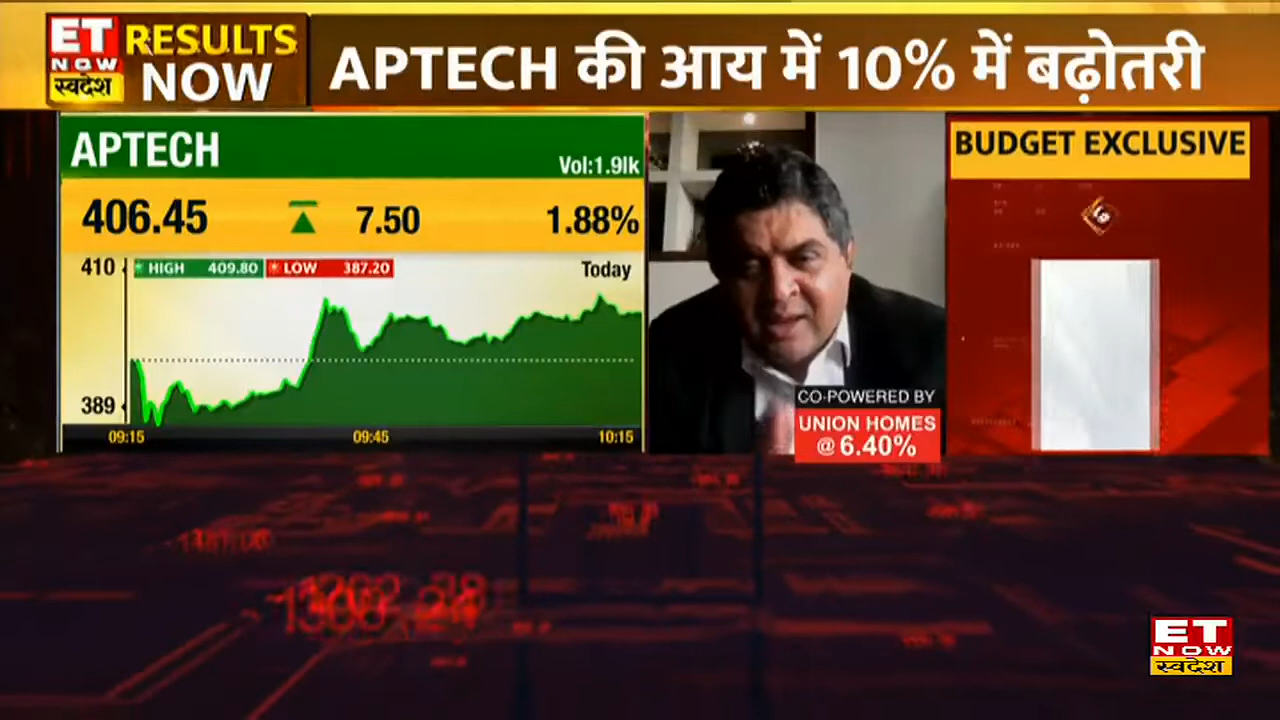 ET
NOW
स्वदेश
RESULTS
NOW
APTECH की आय में 10% में बढ़ोतरी
APTECH
Vol:1.9lk
406.45 7.50 1.88%
410
HIGH 409.80 LOW 387.20
Today
389
09:15 09:45 10:15
CO-POWERED BY
UNION HOMES
@ 6.40%
BUDGET EXCLUSIVE
ET
NOW
स्वदेश